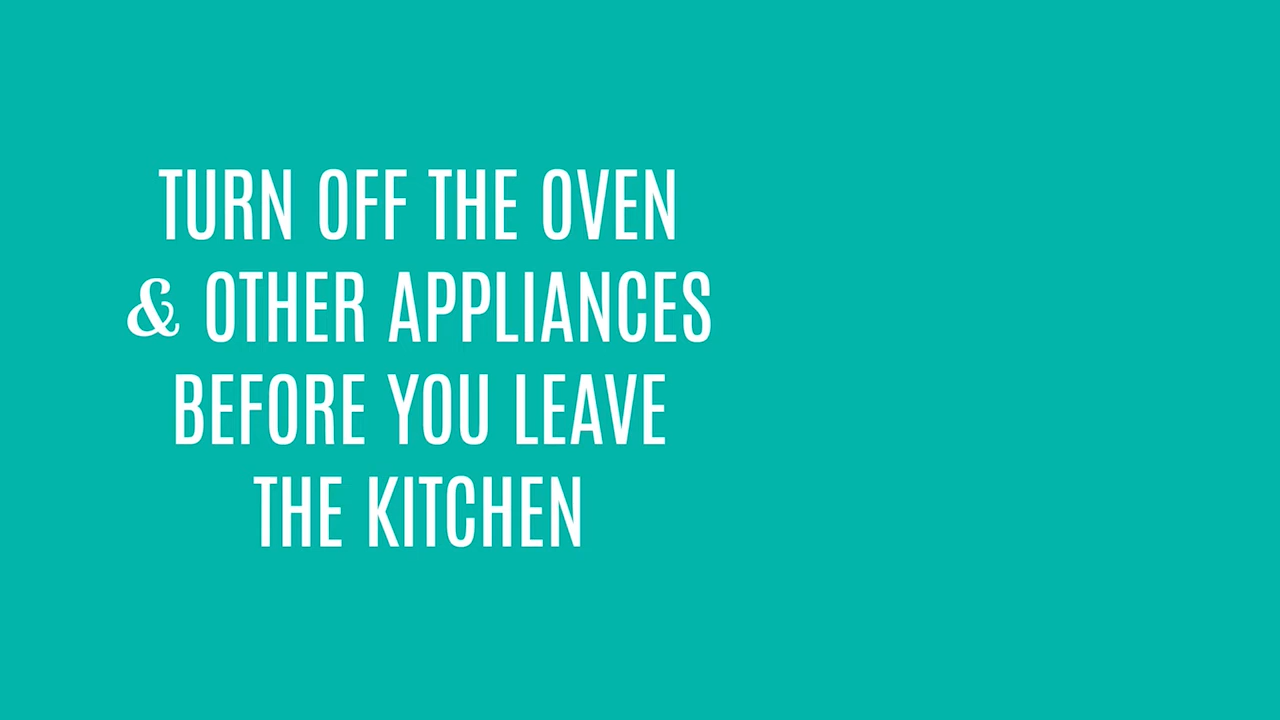 TURN OFF THE OVEN
& OTHER APPLIANCES
BEFORE YOU LEAVE
THE KITCHEN